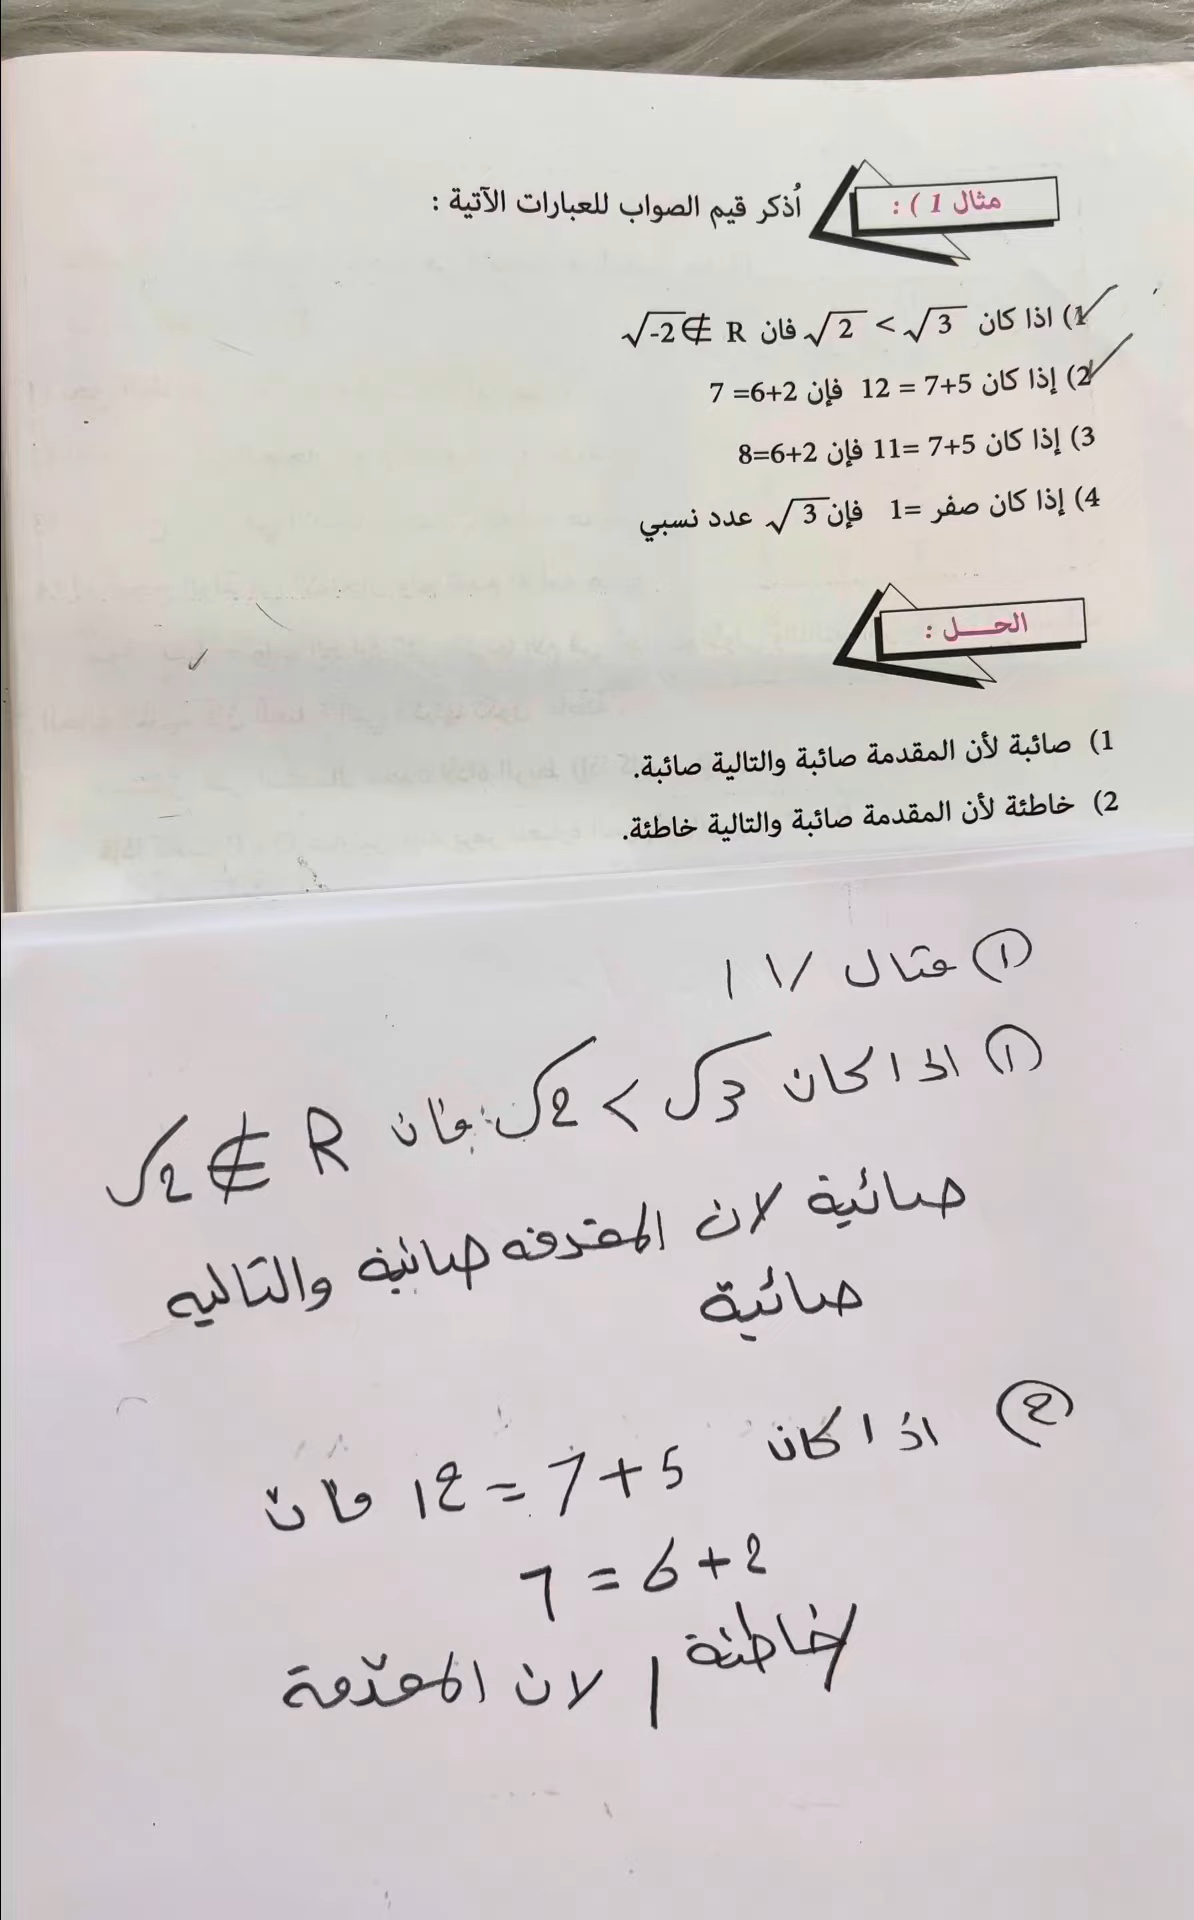 مثال 1 ) :
أذكر قيم الصواب للعبارات الآتية :
1) اذا كان √2 < √3 فان √-2 ∉ R
2) إذا كان 5+7 = 12 فإن 2+6= 7
3) إذا كان 5+7 =11 فإن 2+6=8
4) إذا كان صفر =1 فإن √3 عدد نسبي
الحـــل :
1) صائبة لأن المقدمة صائبة والتالية صائبة.
2) خاطئة لأن المقدمة صائبة والتالية خاطئة.
① مثال ١/ ا
① اذا كان √2 < √3 فان √2 ∉ R
صائبة لان المقدمه صائبة والتاليه
صائبة
② اذا كان 12 = 7+5 فان
7 = 6+2
خاطئة / لان المقدمة